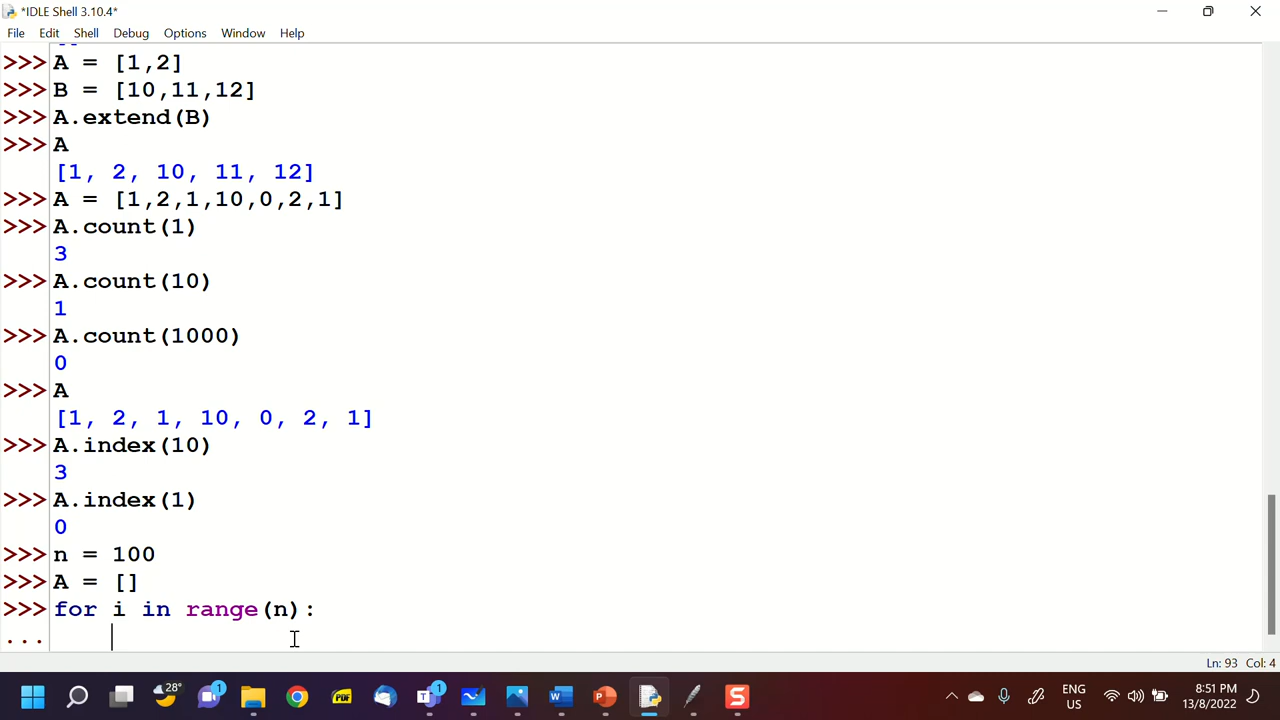 *IDLE Shell 3.10.4*
File Edit Shell Debug Options Window Help
>>> A = [1,2]
>>> B = [10,11,12]
>>> A.extend(B)
>>> A
[1, 2, 10, 11, 12]
>>> A = [1,2,1,10,0,2,1]
>>> A.count(1)
3
>>> A.count(10)
1
>>> A.count(1000)
0
>>> A
[1, 2, 1, 10, 0, 2, 1]
>>> A.index(10)
3
>>> A.index(1)
0
>>> n = 100
>>> A = []
>>> for i in range(n):
...
Ln: 93 Col: 4
28° 1 PDF T 1 W P S ENG 8:51 PM
US 13/8/2022